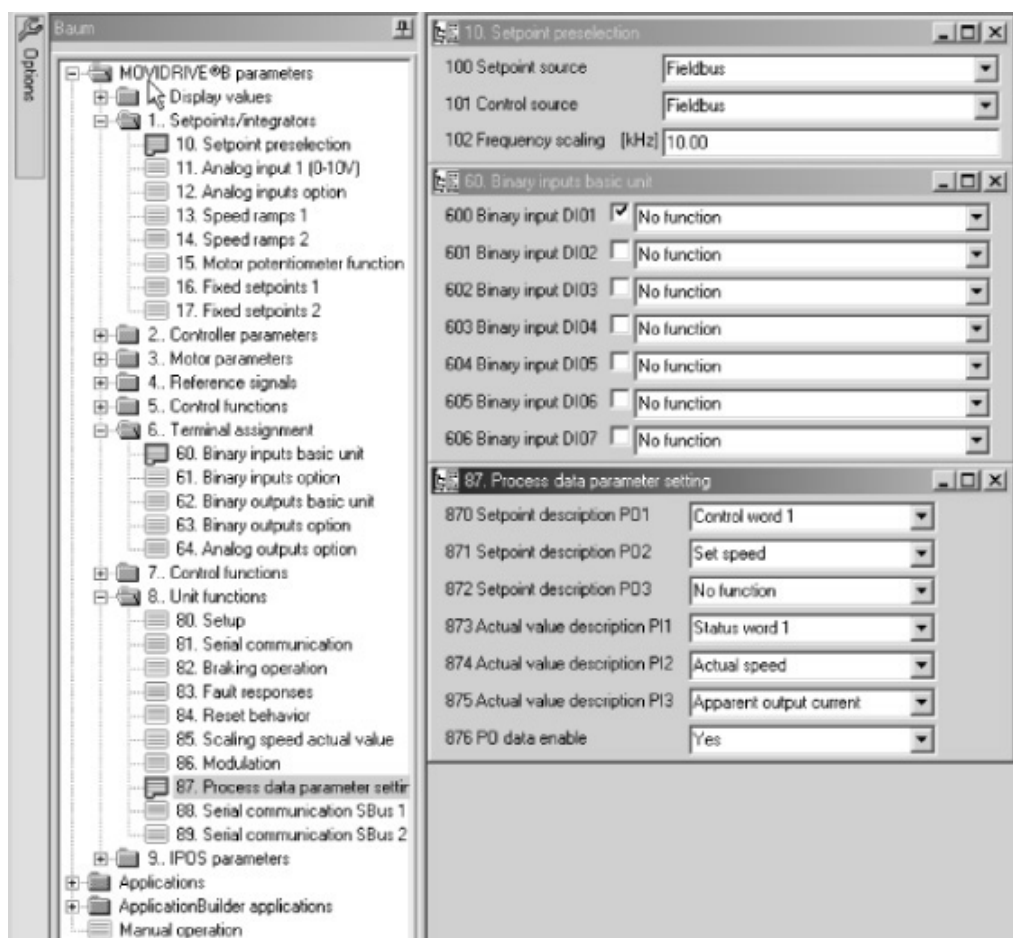 Options
Baum
MOVIDRIVE®B parameters
Display values
1.. Setpoints/integrators
10. Setpoint preselection
11. Analog input 1 (0-10V)
12. Analog inputs option
13. Speed ramps 1
14. Speed ramps 2
15. Motor potentiometer function
16. Fixed setpoints 1
17. Fixed setpoints 2
2.. Controller parameters
3.. Motor parameters
4.. Reference signals
5.. Control functions
6.. Terminal assignment
60. Binary inputs basic unit
61. Binary inputs option
62. Binary outputs basic unit
63. Binary outputs option
64. Analog outputs option
7.. Control functions
8.. Unit functions
80. Setup
81. Serial communication
82. Braking operation
83. Fault responses
84. Reset behavior
85. Scaling speed actual value
86. Modulation
87. Process data parameter settir
88. Serial communication SBus 1
89. Serial communication SBus 2
9.. IPOS parameters
Applications
ApplicationBuilder applications
Manual operation
10. Setpoint preselection
100 Setpoint source Fieldbus
101 Control source Fieldbus
102 Frequency scaling [kHz] 10.00
60. Binary inputs basic unit
600 Binary input DI01 No function
601 Binary input DI02 No function
602 Binary input DI03 No function
603 Binary input DI04 No function
604 Binary input DI05 No function
605 Binary input DI06 No function
606 Binary input DI07 No function
87. Process data parameter setting
870 Setpoint description PO1 Control word 1
871 Setpoint description PO2 Set speed
872 Setpoint description PO3 No function
873 Actual value description PI1 Status word 1
874 Actual value description PI2 Actual speed
875 Actual value description PI3 Apparent output current
876 PO data enable Yes